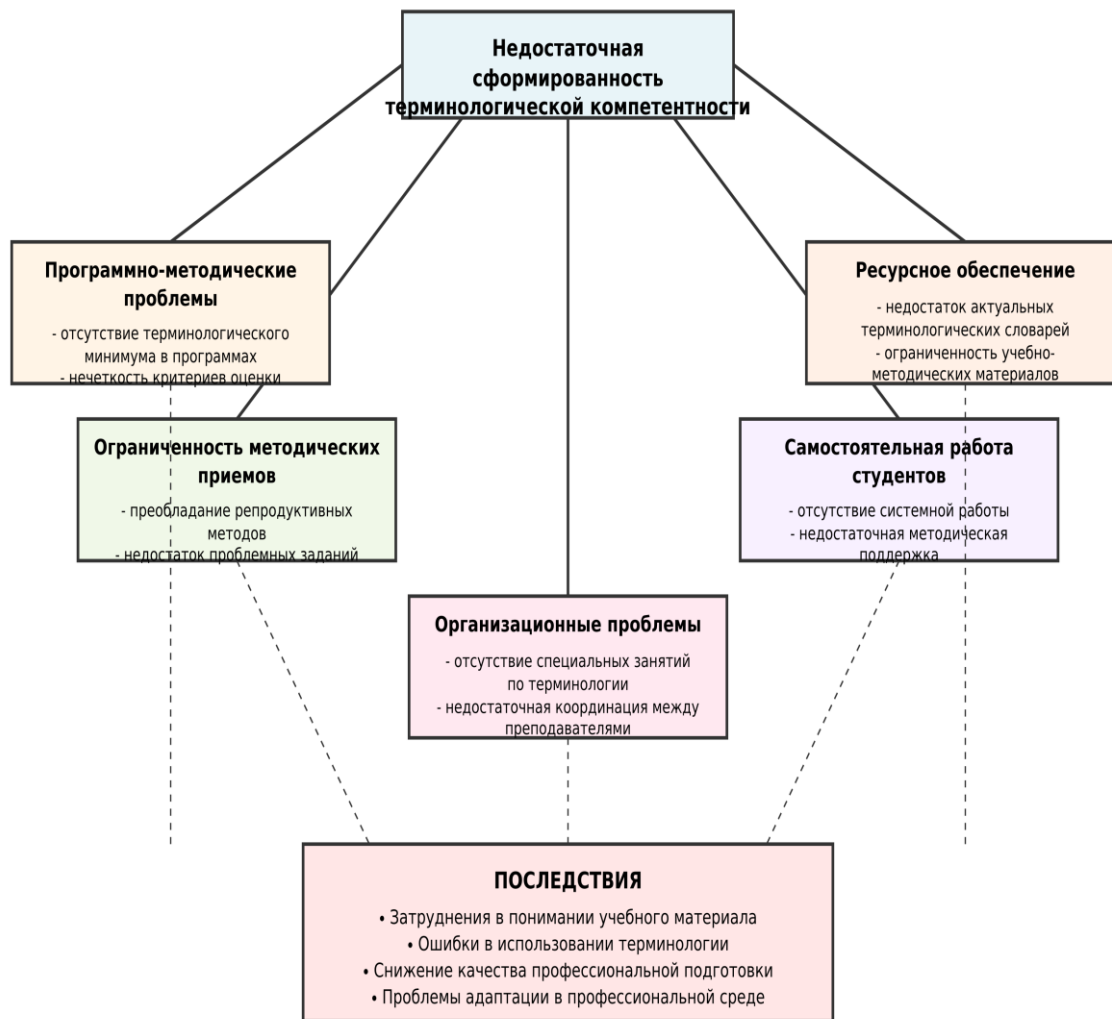 Недостаточная
сформированность
терминологической компетентности
Программно-методические
проблемы
- отсутствие терминологического
минимума в программах
- нечеткость критериев оценки
Ресурсное обеспечение
- недостаток актуальных
терминологических словарей
- ограниченность учебно-
методических материалов
Ограниченность методических
приемов
- преобладание репродуктивных
методов
- недостаток проблемных заданий
Самостоятельная работа
студентов
- отсутствие системной работы
- недостаточная методическая
поддержка
Организационные проблемы
- отсутствие специальных занятий
по терминологии
- недостаточная координация между
преподавателями
ПОСЛЕДСТВИЯ
• Затруднения в понимании учебного материала
• Ошибки в использовании терминологии
• Снижение качества профессиональной подготовки
• Проблемы адаптации в профессиональной среде